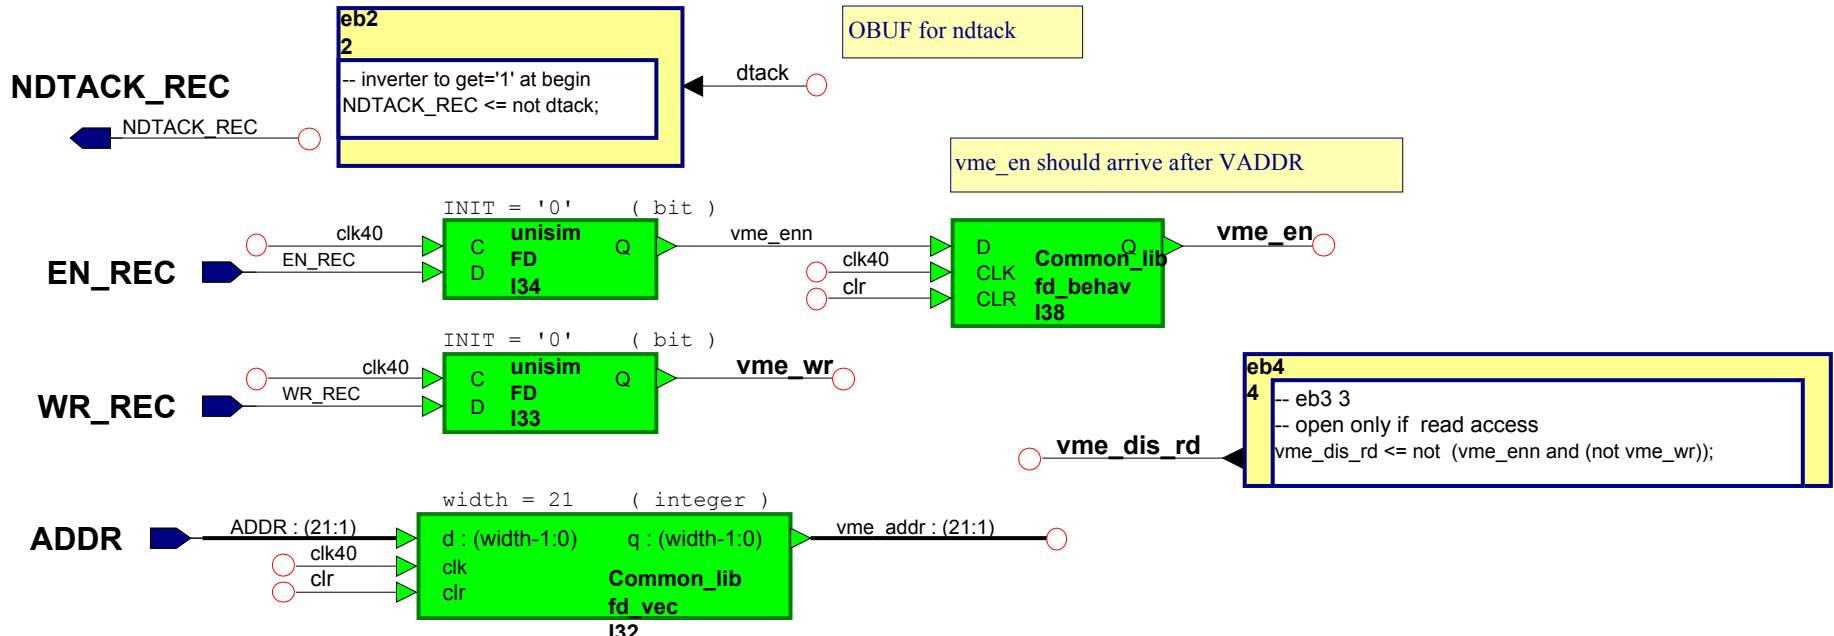 eb2
2
OBUF for ndtack
-- inverter to get='1' at begin
NDTACK_REC <= not dtack;
dtack
NDTACK_REC
NDTACK_REC
vme_en should arrive after VADDR
INIT = '0' ( bit )
clk40
EN_REC
EN_REC
C
D
unisim
FD
I34
Q
vme_enn
clk40
clr
D
CLK
CLR
Q
Common_lib
fd_behav
I38
vme_en
INIT = '0' ( bit )
clk40
WR_REC
WR_REC
C
D
unisim
FD
I33
Q
vme_wr
eb4
4
-- eb3 3
-- open only if read access
vme_dis_rd <= not (vme_enn and (not vme_wr));
vme_dis_rd
width = 21 ( integer )
ADDR
ADDR : (21:1)
clk40
clr
d : (width-1:0)
clk
clr
q : (width-1:0)
Common_lib
fd_vec
I32
vme_addr : (21:1)